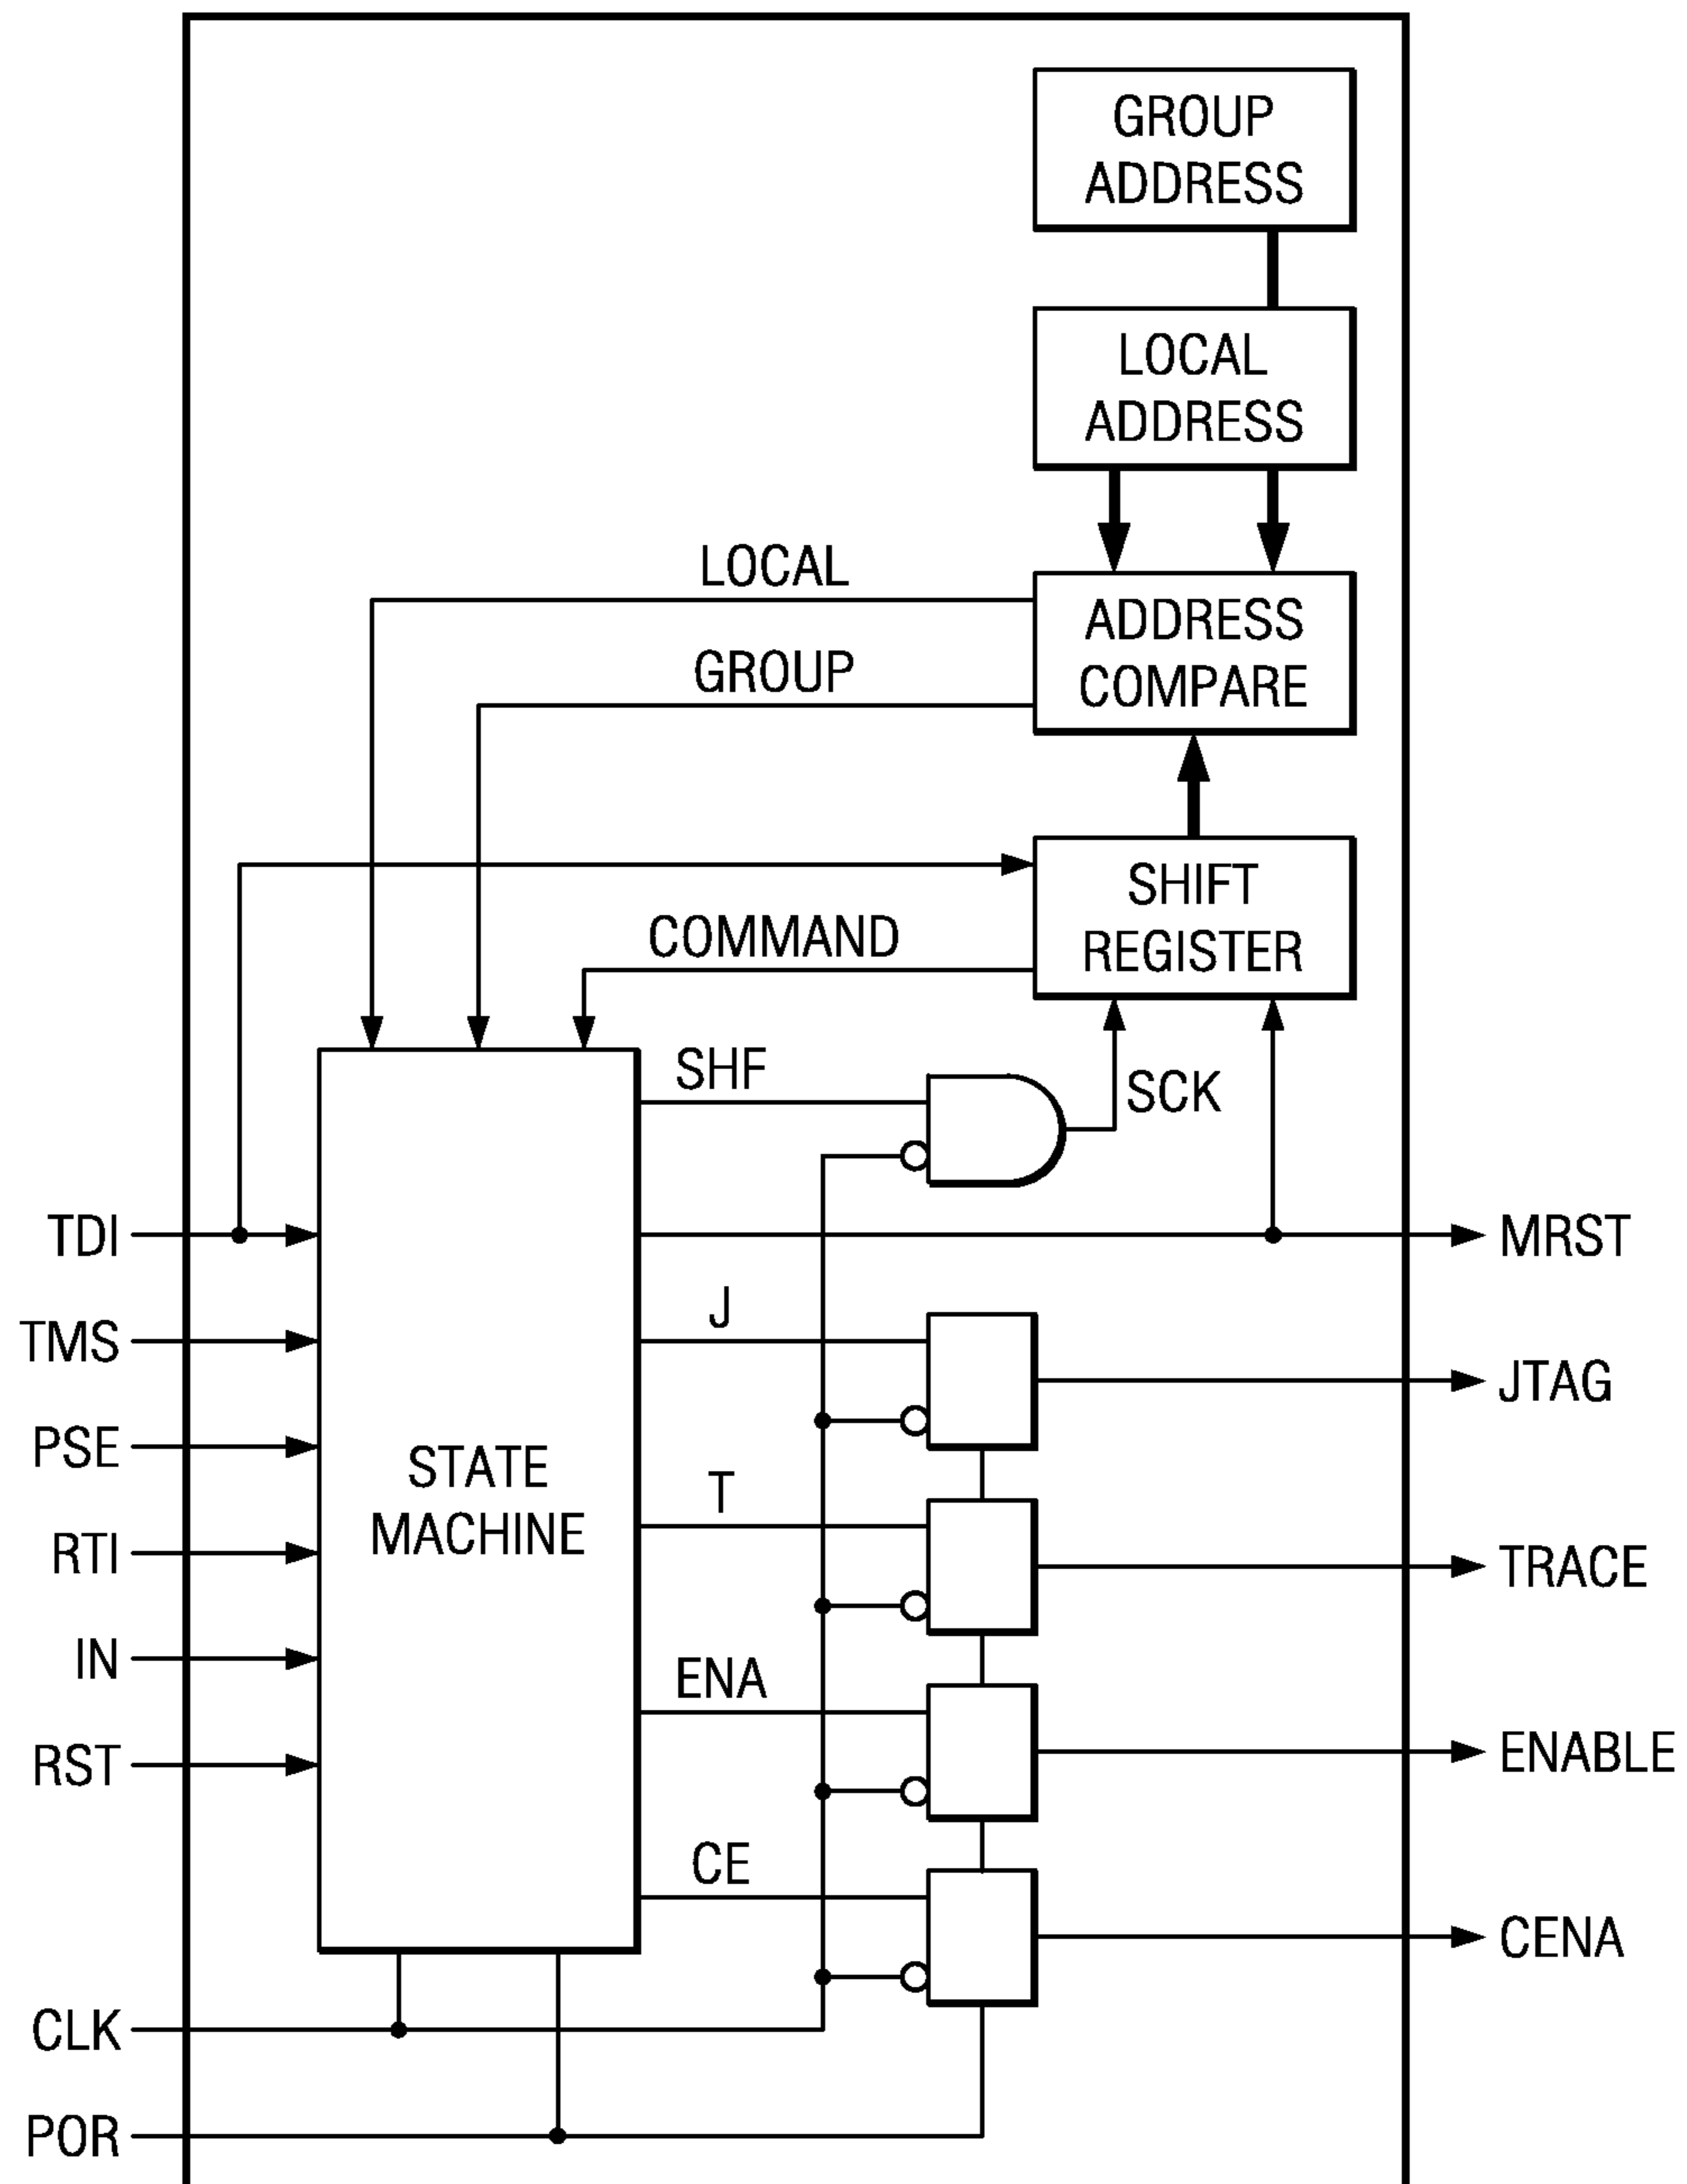 GROUP
ADDRESS
LOCAL
ADDRESS
LOCAL
ADDRESS
COMPARE
GROUP
SHIFT
REGISTER
COMMAND
SHF
SCK
TDI
MRST
J
TMS
JTAG
PSE
STATE
MACHINE
T
RTI
TRACE
IN
ENA
RST
ENABLE
CE
CENA
CLK
POR